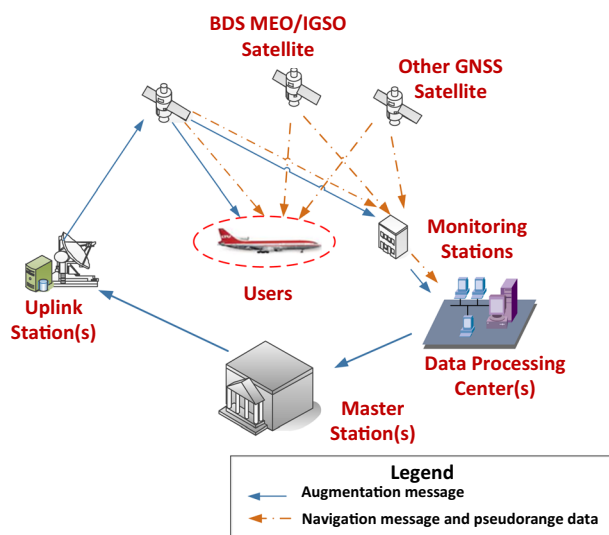 BDS MEO/IGSO
Satellite
Other GNSS
Satellite
Monitoring
Stations
Users
Uplink
Station(s)
Data Processing
Center(s)
Master
Station(s)
Legend
Augmentation message
Navigation message and pseudorange data